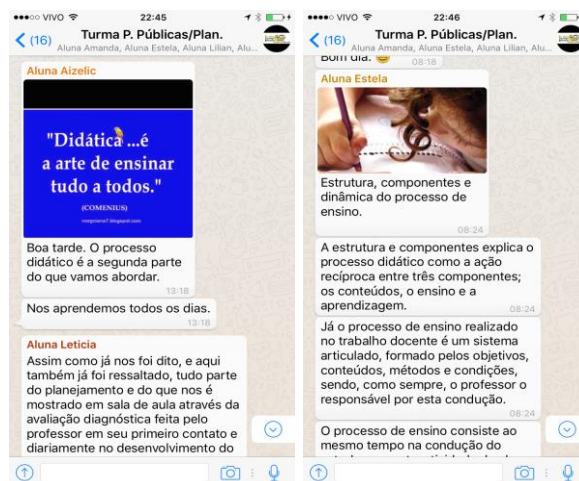 VIVO 22:45
(16) Turma P. Públicas/Plan.
Aluna Amanda, Aluna Estela, Aluna Lilian, Alu...
Aluna Aizelic
"Didática ...é
a arte de ensinar
tudo a todos."
(COMENIUS)
Boa tarde. O processo
didático é a segunda parte
do que vamos abordar.
13:18
Nos aprendemos todos os dias.
13:18
Aluna Leticia
Assim como já nos foi dito, e aqui
também já foi ressaltado, tudo parte
do planejamento e do que nos é
mostrado em sala de aula através da
avaliação diagnóstica feita pelo
professor em seu primeiro contato e
diariamente no desenvolvimento do
VIVO 22:46
(16) Turma P. Públicas/Plan.
Aluna Amanda, Aluna Estela, Aluna Lilian, Alu...
Bom dia.
08:18
Aluna Estela
Estrutura, componentes e
dinâmica do processo de
ensino.
08:24
A estrutura e componentes explica o
processo didático como a ação
recíproca entre três componentes;
os conteúdos, o ensino e a
aprendizagem.
08:24
Já o processo de ensino realizado
no trabalho docente é um sistema
articulado, formado pelos objetivos,
conteúdos, métodos e condições,
sendo, como sempre, o professor o
responsável por esta condução.
08:24
O processo de ensino consiste ao
mesmo tempo na condução do